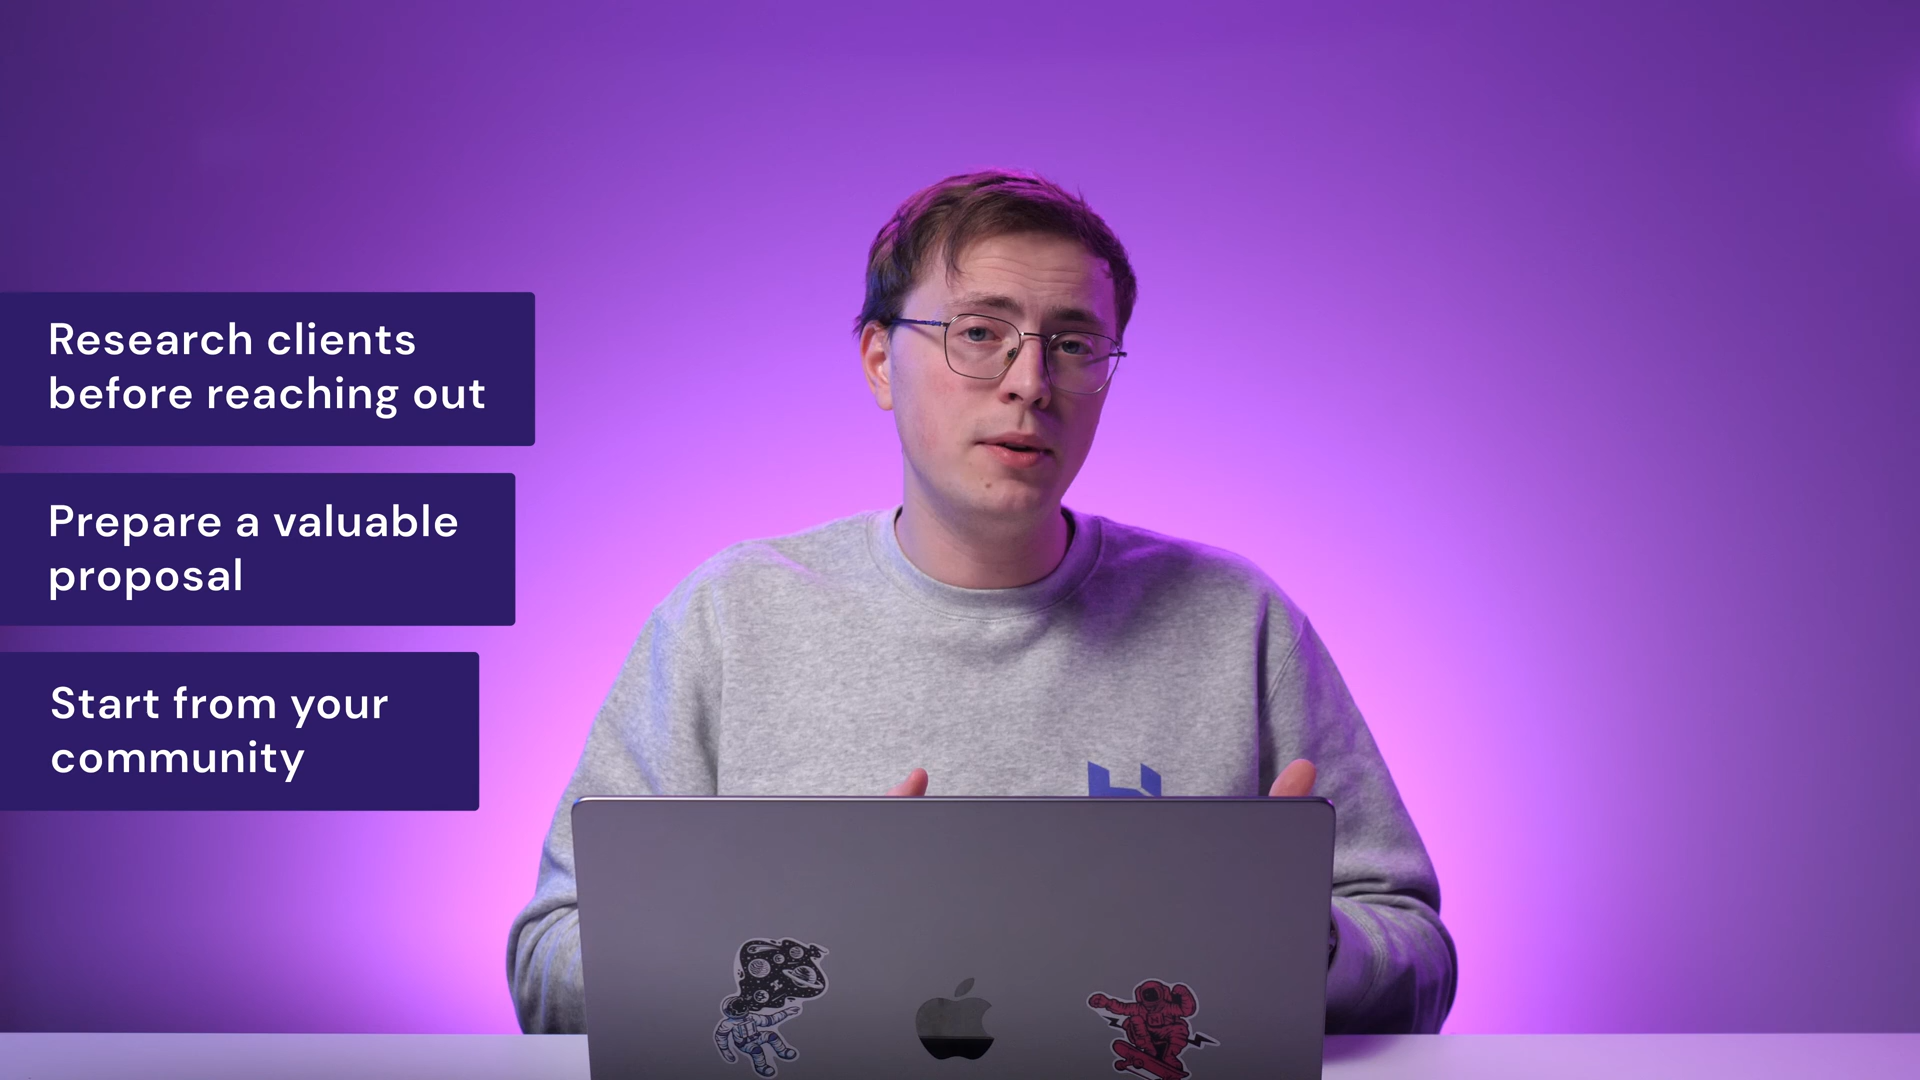 Research clients
before reaching out
Prepare a valuable
proposal
Start from your
community